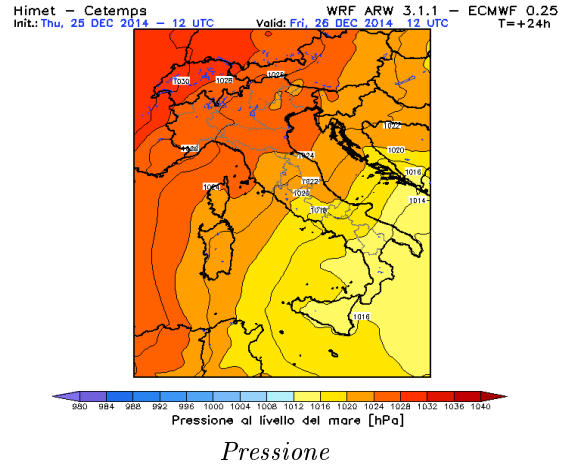 Himet – Cetemps WRF ARW 3.1.1 – ECMWF 0.25
Init.: Thu, 25 DEC 2014 – 12 UTC Valid: Fri, 26 DEC 2014 12 UTC T=+24h
1030 1028
1022
1020
1024
1016
1022
1020
1014
1018
1016
980 984 988 992 996 1000 1004 1008 1012 1016 1020 1024 1028 1032 1036 1040
Pressione al livello del mare [hPa]
Pressione